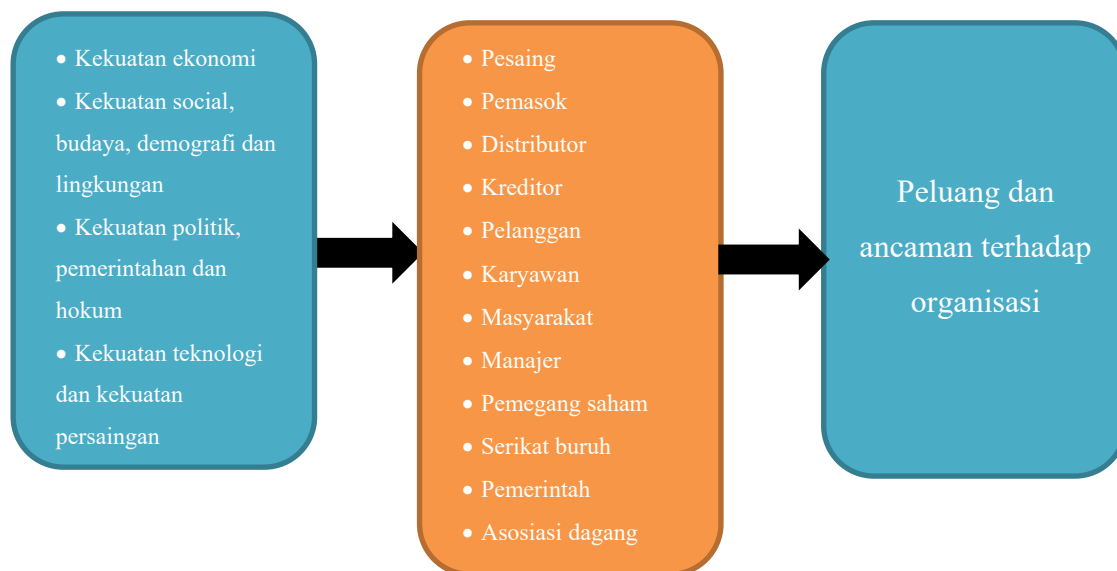 • Kekuatan ekonomi
• Kekuatan social,
budaya, demografi dan
lingkungan
• Kekuatan politik,
pemerintahan dan
hokum
• Kekuatan teknologi
dan kekuatan
persaingan
• Pesaing
• Pemasok
• Distributor
• Kreditor
• Pelanggan
• Karyawan
• Masyarakat
• Manajer
• Pemegang saham
• Serikat buruh
• Pemerintah
• Asosiasi dagang
Peluang dan
ancaman terhadap
organisasi